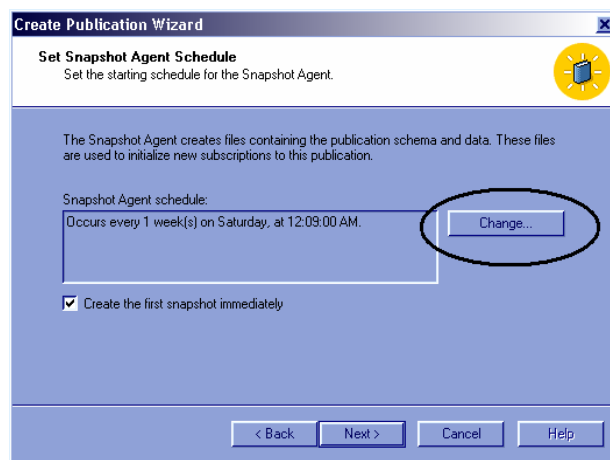 Create Publication Wizard
Set Snapshot Agent Schedule
Set the starting schedule for the Snapshot Agent.
The Snapshot Agent creates files containing the publication schema and data. These files
are used to initialize new subscriptions to this publication.
Snapshot Agent schedule:
Occurs every 1 week(s) on Saturday, at 12:09:00 AM.
Change...
Create the first snapshot immediately
< Back
Next >
Cancel
Help